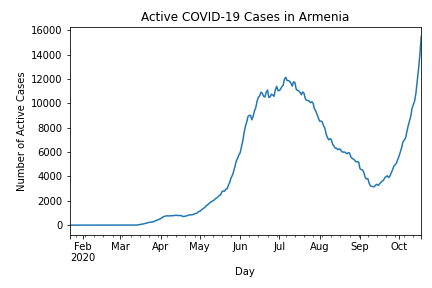 Active COVID-19 Cases in Armenia
16000
14000
12000
10000
8000
6000
4000
2000
0
Number of Active Cases
Feb Mar Apr May Jun Jul Aug Sep Oct
2020
Day